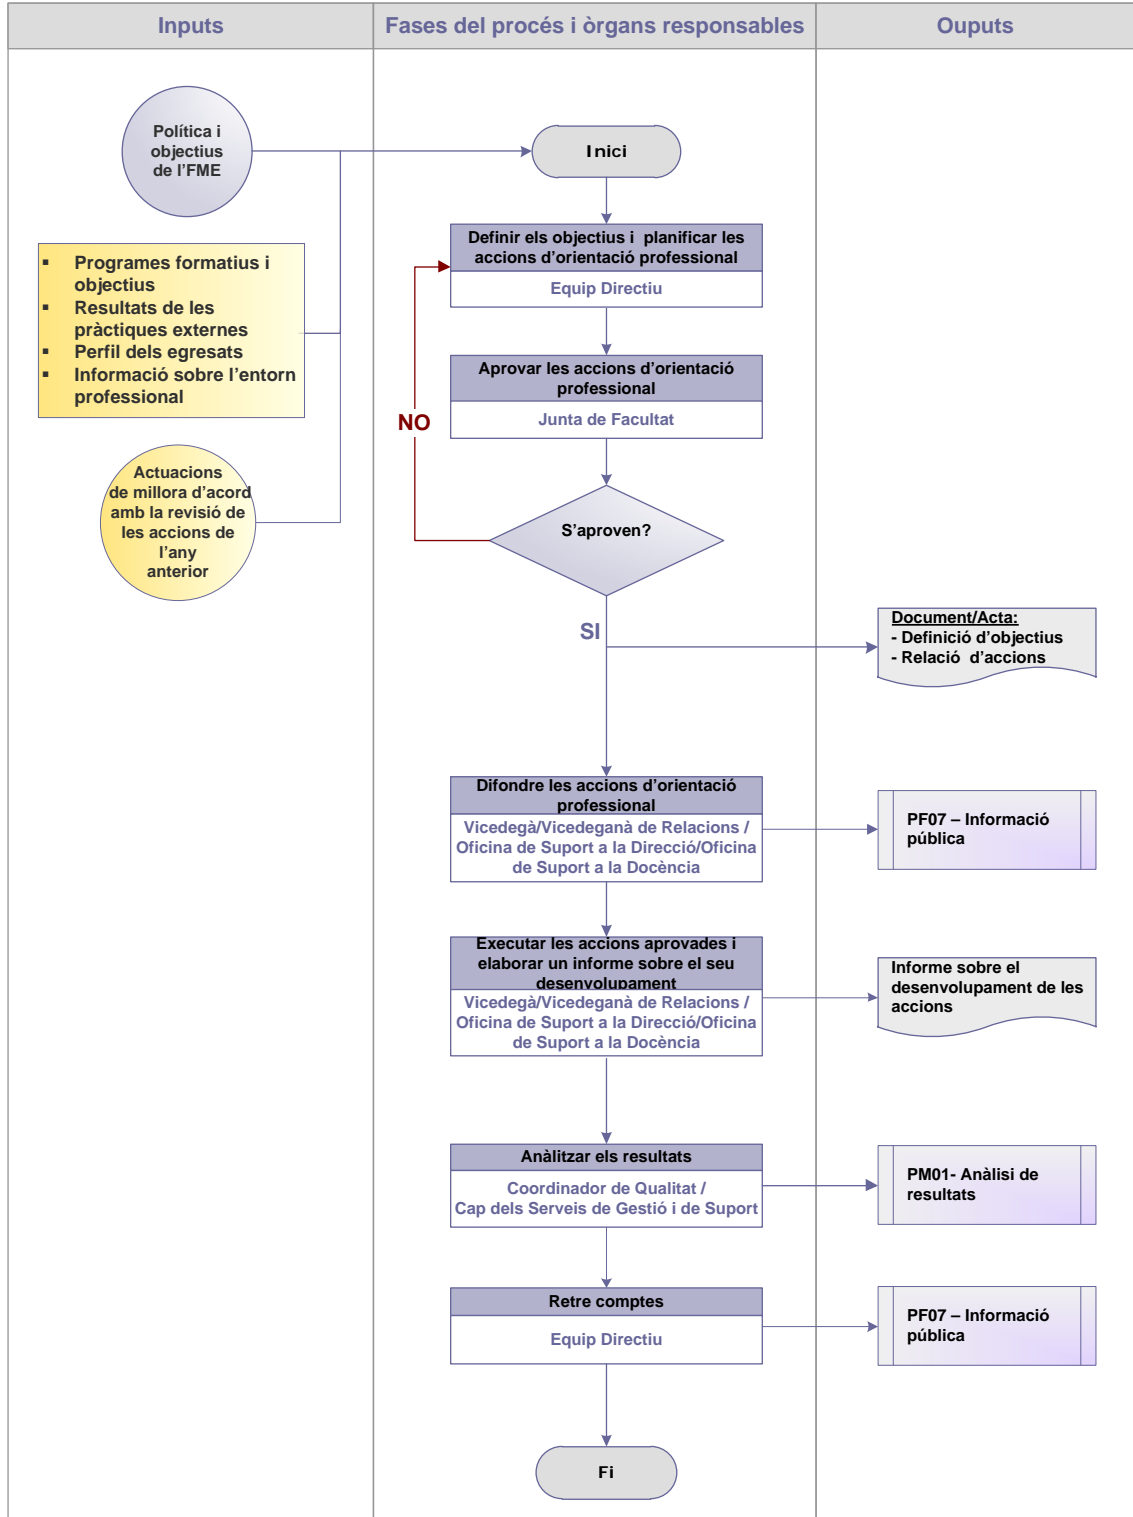 Inputs
Fases del procés i òrgans responsables
Ouputs
Política i
objectius
de l'FME
Inici
▪ Programes formatius i
objectius
▪ Resultats de les
pràctiques externes
▪ Perfil dels egresats
▪ Informació sobre l'entorn
professional
Actuacions
de millora d'acord
amb la revisió de
les accions de
l'any
anterior
Definir els objectius i planificar les
accions d'orientació professional
Equip Directiu
Aprovar les accions d'orientació
professional
Junta de Facultat
NO
S'aproven?
SI
Document/Acta:
- Definició d'objectius
- Relació d'accions
Difondre les accions d'orientació
professional
Vicedegà/Vicedeganà de Relacions /
Oficina de Suport a la Direcció/Oficina
de Suport a la Docència
PF07 – Informació
pública
Executar les accions aprovades i
elaborar un informe sobre el seu
desenvolupament
Vicedegà/Vicedeganà de Relacions /
Oficina de Suport a la Direcció/Oficina
de Suport a la Docència
Informe sobre el
desenvolupament de les
accions
Anàlitzar els resultats
Coordinador de Qualitat /
Cap dels Serveis de Gestió i de Suport
PM01- Anàlisi de
resultats
Retre comptes
Equip Directiu
PF07 – Informació
pública
Fi